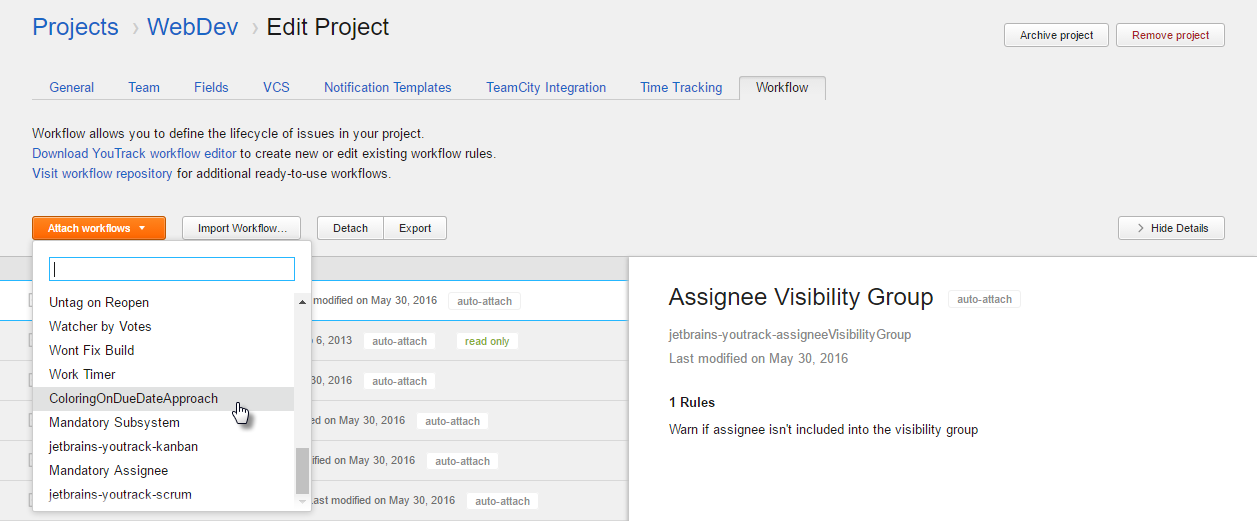 Projects › WebDev › Edit Project
Archive project
Remove project
General
Team
Fields
VCS
Notification Templates
TeamCity Integration
Time Tracking
Workflow
Workflow allows you to define the lifecycle of issues in your project.
Download YouTrack workflow editor to create new or edit existing workflow rules.
Visit workflow repository for additional ready-to-use workflows.
Attach workflows
Import Workflow...
Detach
Export
Hide Details
Untag on Reopen
Watcher by Votes
Wont Fix Build
Work Timer
ColoringOnDueDateApproach
Mandatory Subsystem
jetbrains-youtrack-kanban
Mandatory Assignee
jetbrains-youtrack-scrum
modified on May 30, 2016 auto-attach
6, 2013 auto-attach read only
30, 2016 auto-attach
on May 30, 2016 auto-attach
on May 30, 2016 auto-attach
last modified on May 30, 2016 auto-attach
Assignee Visibility Group auto-attach
jetbrains-youtrack-assigneeVisibilityGroup
Last modified on May 30, 2016
1 Rules
Warn if assignee isn't included into the visibility group